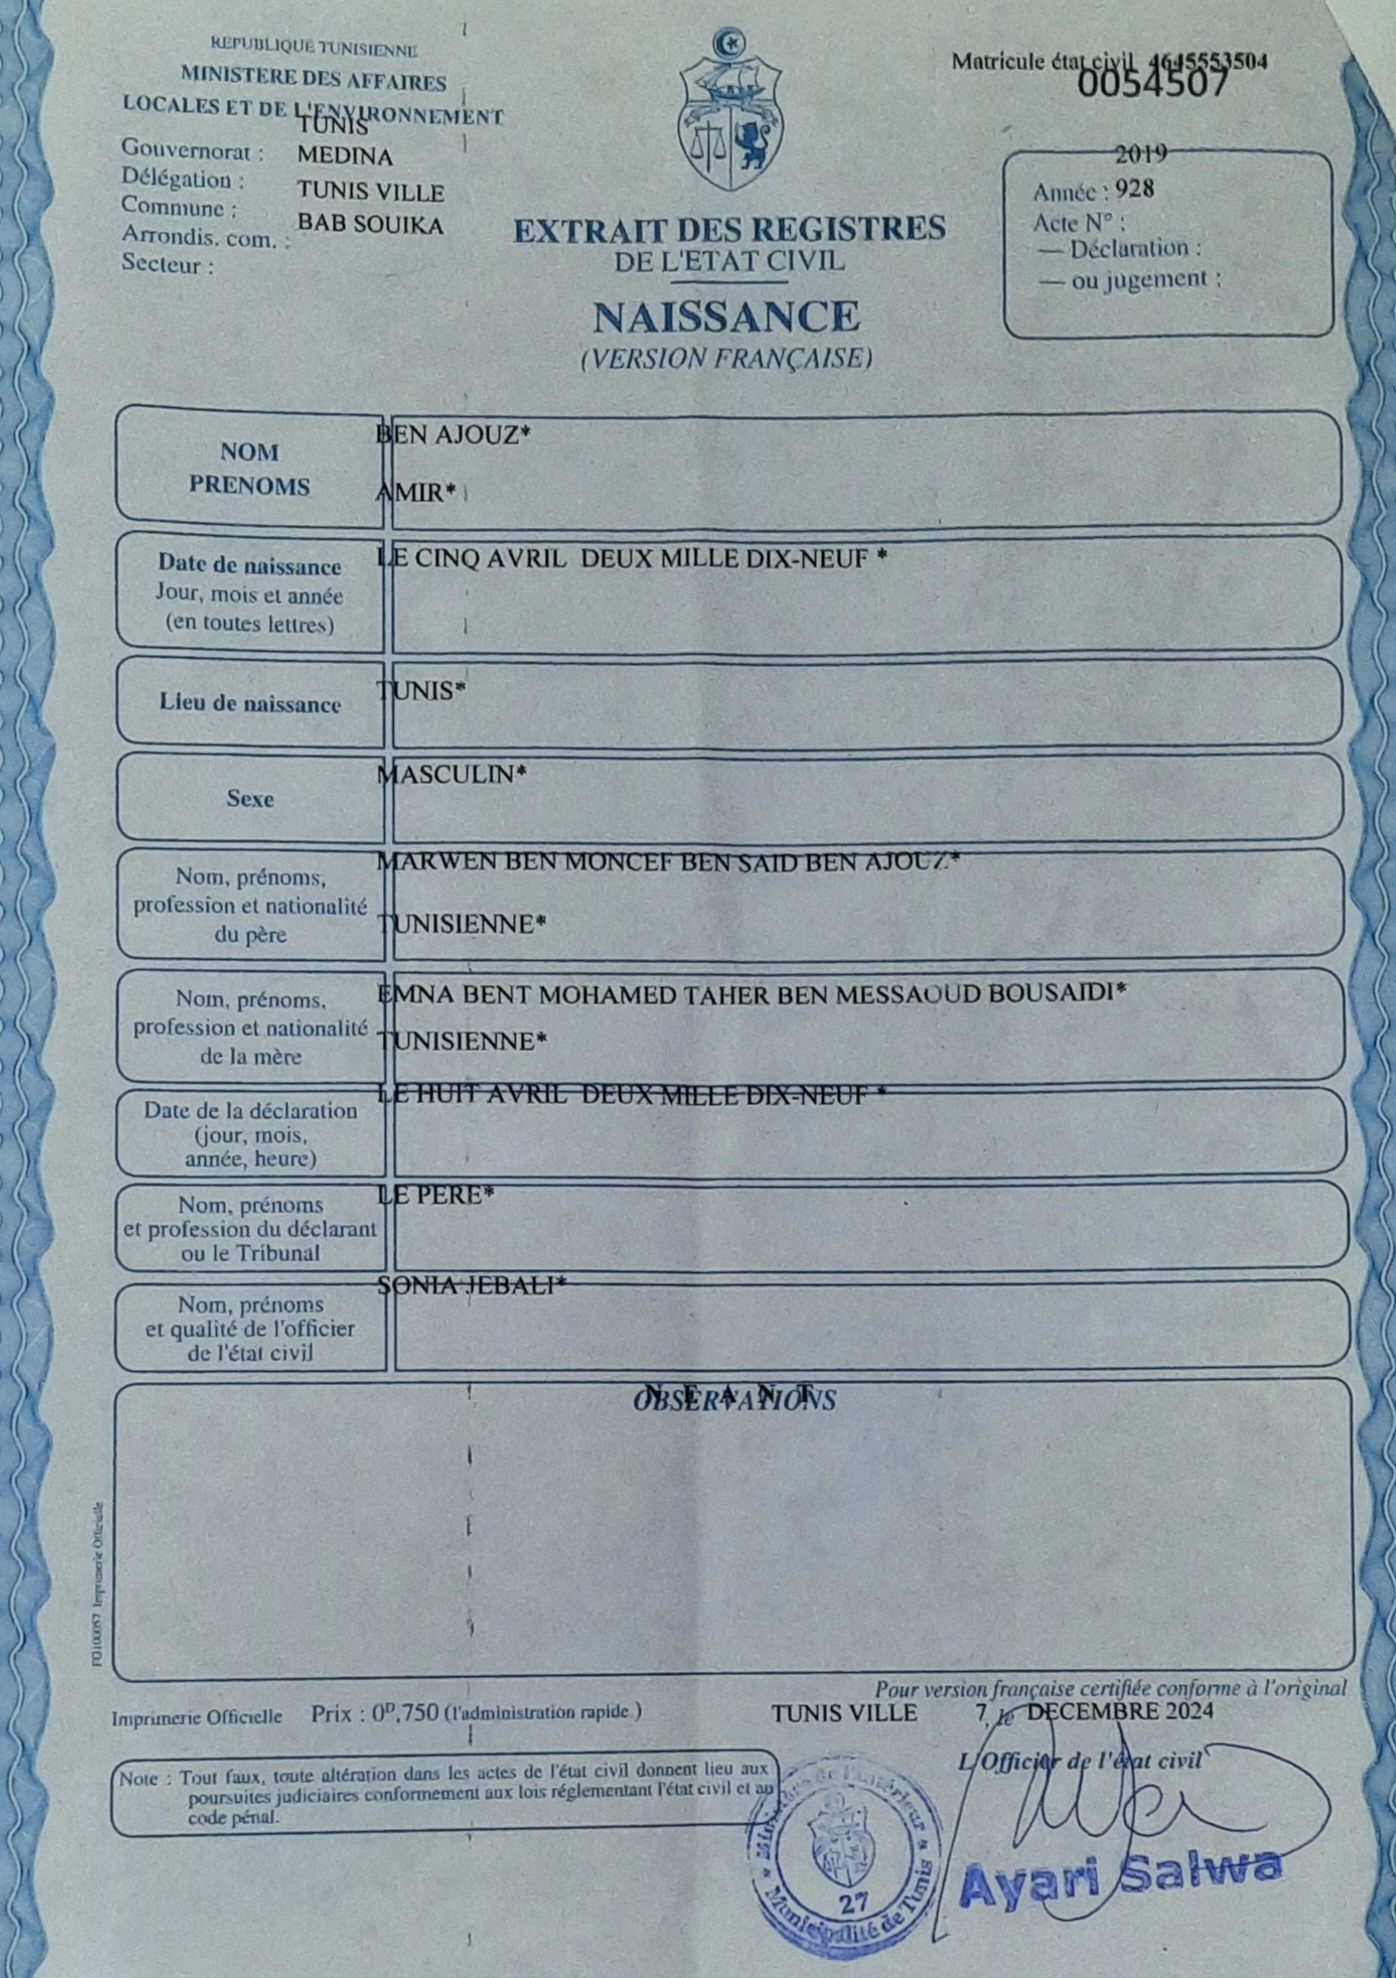 REPUBLIQUE TUNISIENNE
MINISTERE DES AFFAIRES
LOCALES ET DE L'ENVIRONNEMENT
Gouvernorat : TUNIS
Délégation : MEDINA
Commune : TUNIS VILLE
Arrondis. com. : BAB SOUIKA
Secteur :
Matricule état civil 4645553504
0054507
Année : 2019
Acte N° : 928
— Déclaration :
— ou jugement :
EXTRAIT DES REGISTRES
DE L'ETAT CIVIL
NAISSANCE
(VERSION FRANÇAISE)
NOM
PRENOMS
BEN AJOUZ*
AMIR*
Date de naissance
Jour, mois et année
(en toutes lettres)
LE CINQ AVRIL DEUX MILLE DIX-NEUF *
Lieu de naissance
TUNIS*
Sexe
MASCULIN*
Nom, prénoms,
profession et nationalité
du père
MARWEN BEN MONCEF BEN SAID BEN AJOUZ*
TUNISIENNE*
Nom, prénoms,
profession et nationalité
de la mère
EMNA BENT MOHAMED TAHER BEN MESSAOUD BOUSAIDI*
TUNISIENNE*
Date de la déclaration
(jour, mois,
année, heure)
LE HUIT AVRIL DEUX MILLE DIX-NEUF *
Nom, prénoms
et profession du déclarant
ou le Tribunal
LE PERE*
Nom, prénoms
et qualité de l'officier
de l'état civil
SONIA JEBALI*
OBSERVATIONS
N E A N T
Imprimerie Officielle
Pour version française certifiée conforme à l'original
Imprimerie Officielle Prix : 0D,750 (l'administration rapide.)
TUNIS VILLE 7, le DECEMBRE 2024
L'Officier de l'état civil
Note : Tout faux, toute altération dans les actes de l'état civil donnent lieu aux
poursuites judiciaires conformement aux lois réglementant l'état civil et au
code pénal.
Ministère de l'Intérieur
27
Municipalité de Tunis
Ayari Salwa